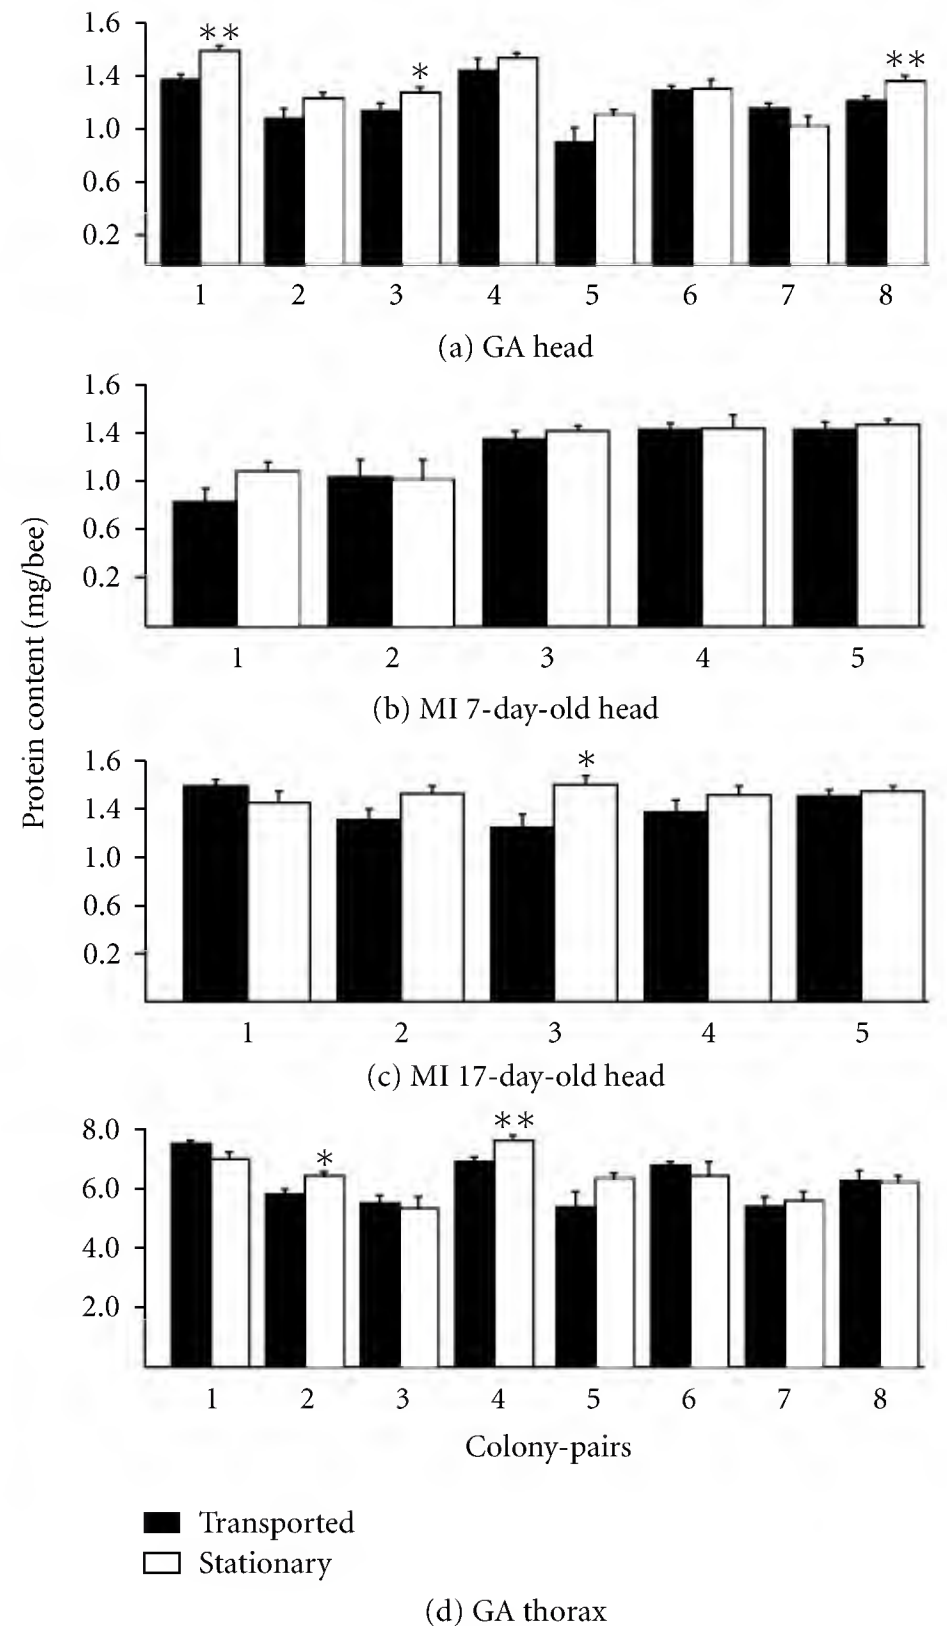 Protein content (mg/bee)
1.6
1.4
1.0
0.6
0.2
** * **
1 2 3 4 5 6 7 8
(a) GA head
1.6
1.4
1.0
0.6
0.2
1 2 3 4 5
(b) MI 7-day-old head
1.6
1.4
1.0
0.6
0.2
*
1 2 3 4 5
(c) MI 17-day-old head
8.0
6.0
4.0
2.0
* **
1 2 3 4 5 6 7 8
Colony-pairs
Transported
Stationary
(d) GA thorax